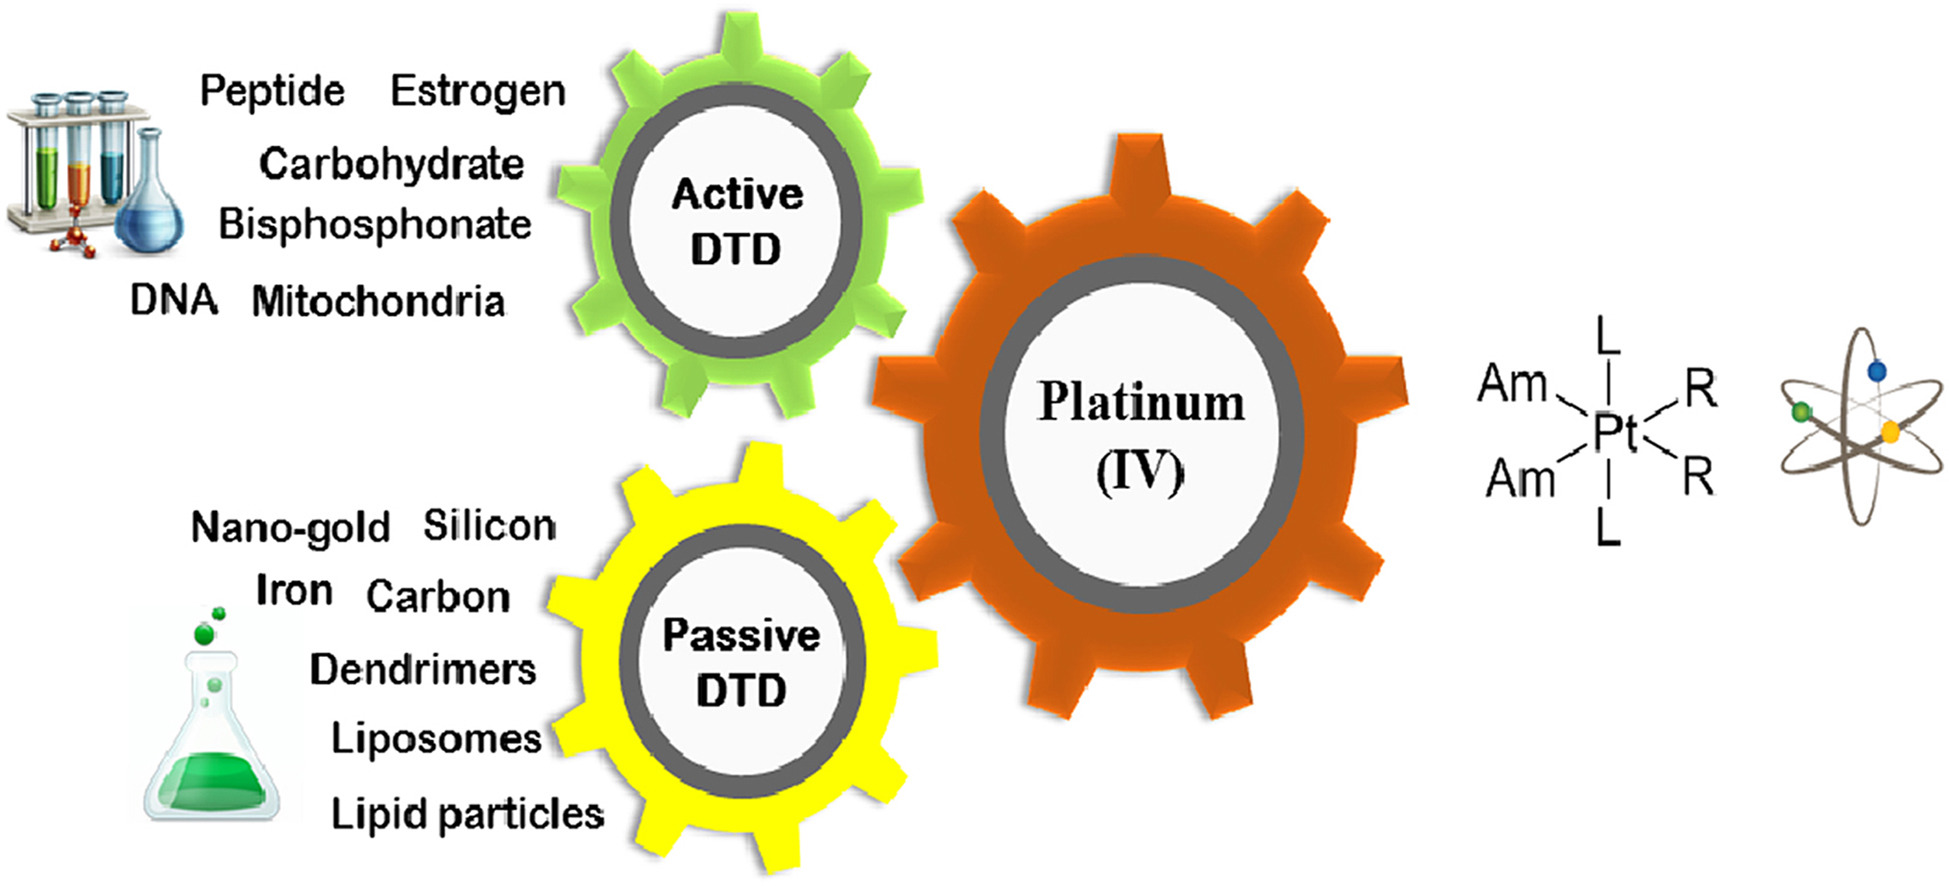 Peptide Estrogen
Carbohydrate
Bisphosphonate
DNA Mitochondria
Active
DTD
Nano-gold Silicon
Iron Carbon
Dendrimers
Liposomes
Lipid particles
Passive
DTD
Platinum
(IV)
L
Am R
Pt
Am R
L